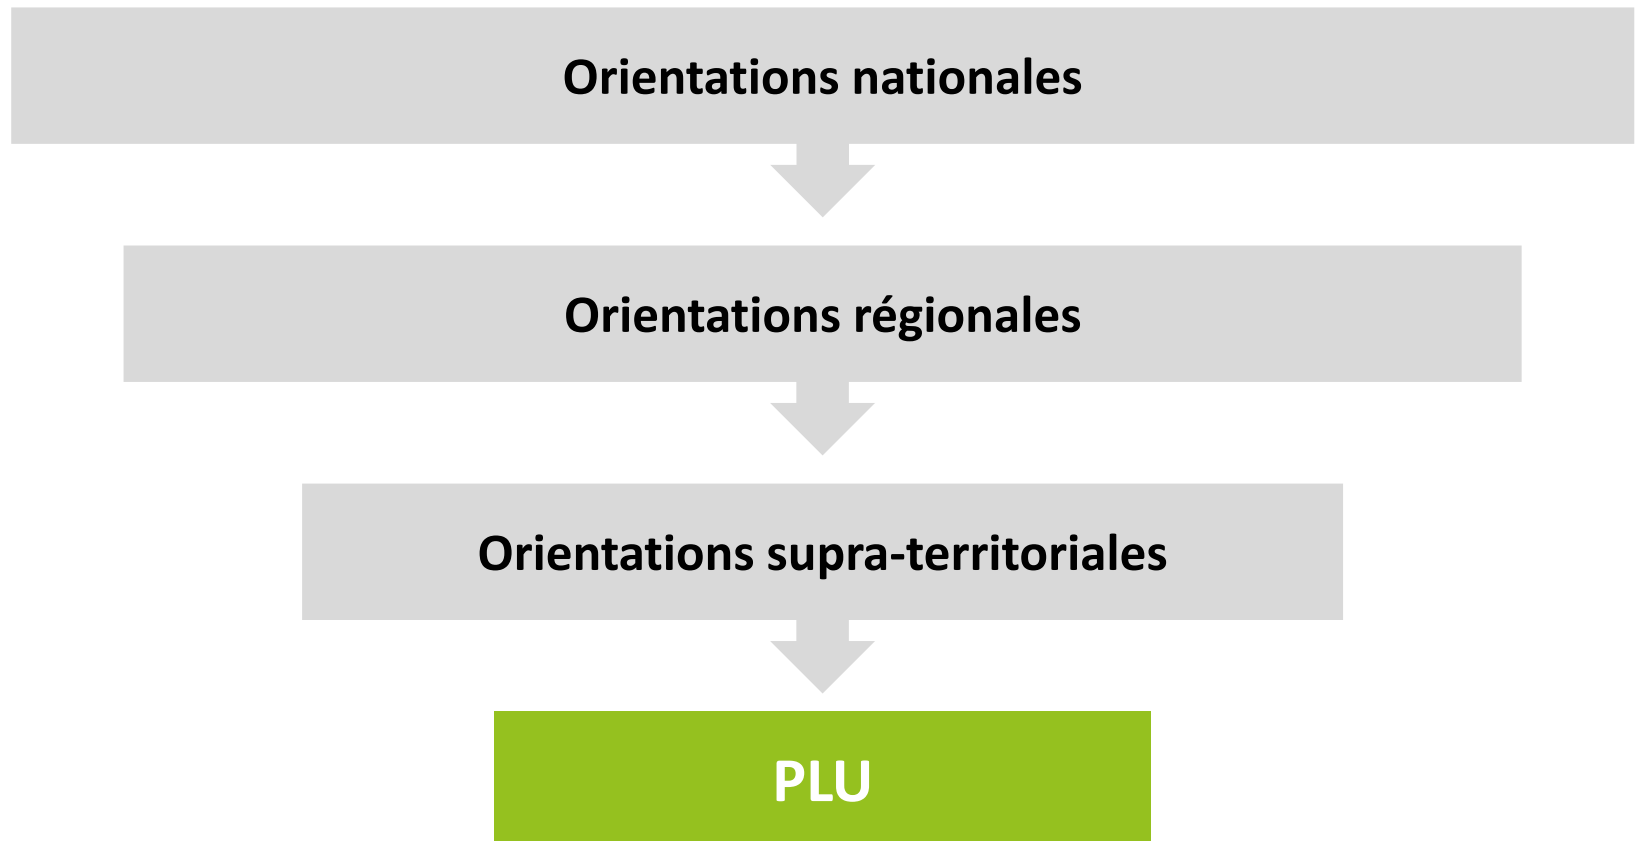 Orientations nationales
Orientations régionales
Orientations supra-territoriales
PLU